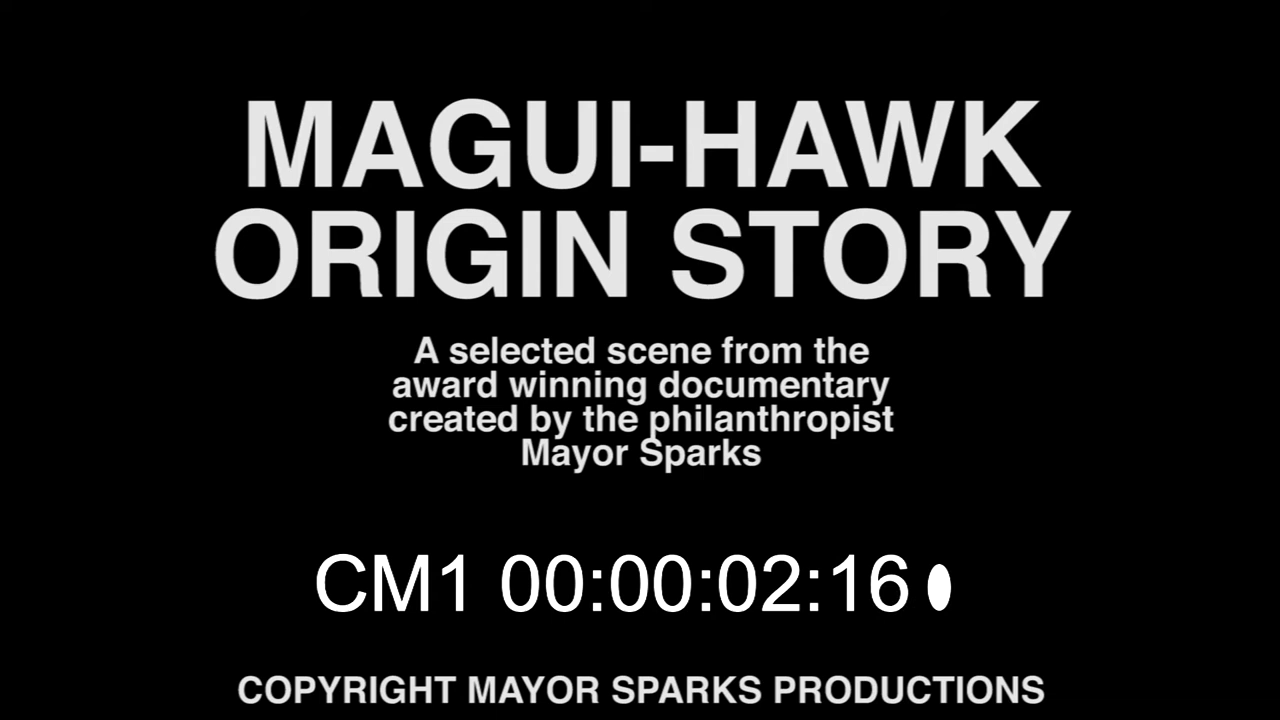 MAGUI-HAWK
ORIGIN STORY
A selected scene from the
award winning documentary
created by the philanthropist
Mayor Sparks
CM1 00:00:02:16
COPYRIGHT MAYOR SPARKS PRODUCTIONS